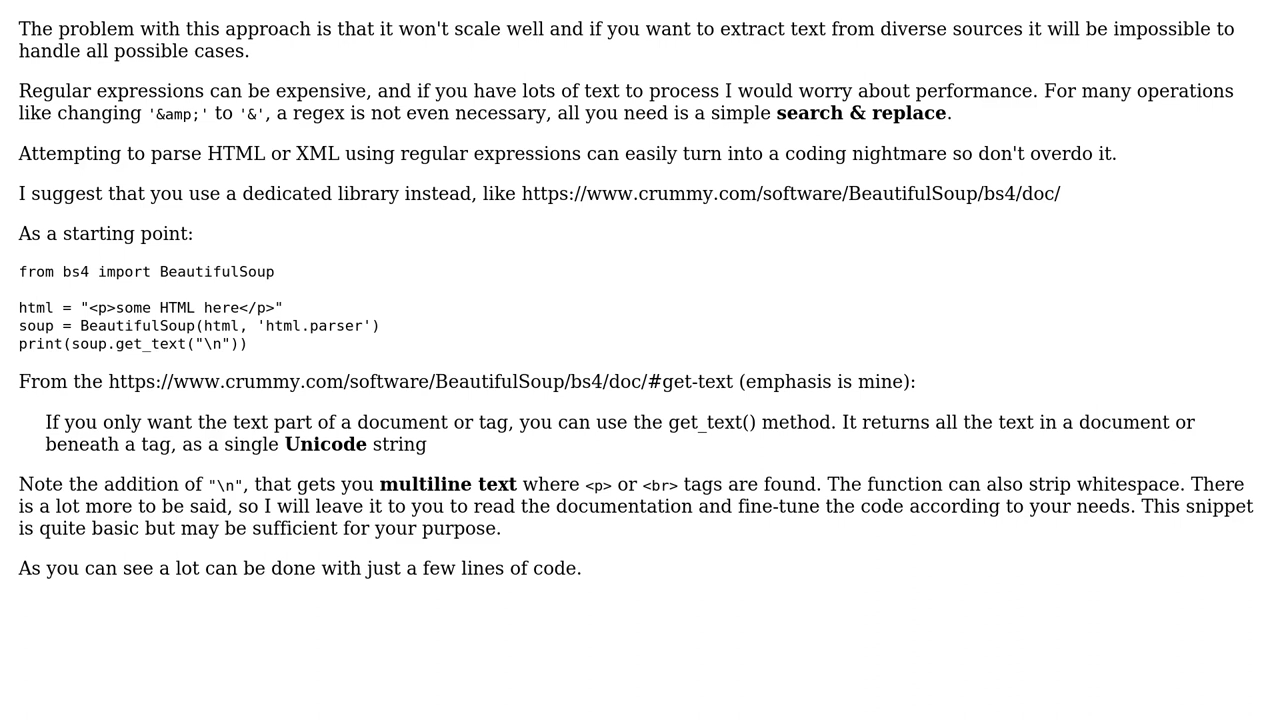 The problem with this approach is that it won't scale well and if you want to extract text from diverse sources it will be impossible to
handle all possible cases.
Regular expressions can be expensive, and if you have lots of text to process I would worry about performance. For many operations
like changing '&amp;' to '&', a regex is not even necessary, all you need is a simple search & replace.
Attempting to parse HTML or XML using regular expressions can easily turn into a coding nightmare so don't overdo it.
I suggest that you use a dedicated library instead, like https://www.crummy.com/software/BeautifulSoup/bs4/doc/
As a starting point:
from bs4 import BeautifulSoup
html = "<p>some HTML here</p>"
soup = BeautifulSoup(html, 'html.parser')
print(soup.get_text("\n"))
From the https://www.crummy.com/software/BeautifulSoup/bs4/doc/#get-text (emphasis is mine):
If you only want the text part of a document or tag, you can use the get_text() method. It returns all the text in a document or
beneath a tag, as a single Unicode string
Note the addition of "\n", that gets you multiline text where <p> or <br> tags are found. The function can also strip whitespace. There
is a lot more to be said, so I will leave it to you to read the documentation and fine-tune the code according to your needs. This snippet
is quite basic but may be sufficient for your purpose.
As you can see a lot can be done with just a few lines of code.